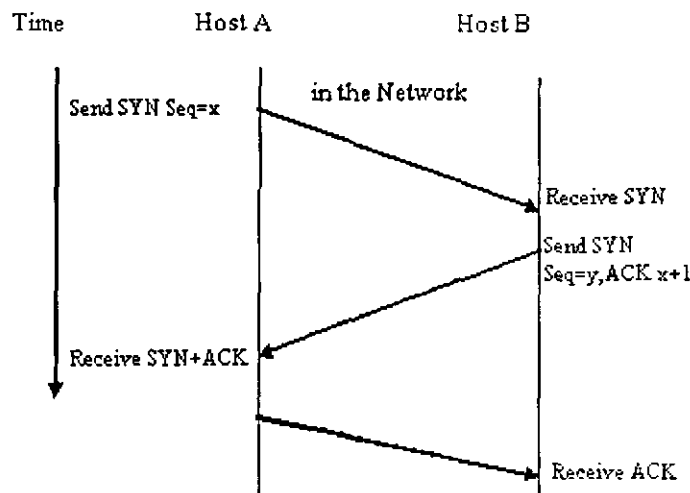 Time
Host A
Host B
in the Network
Send SYN Seq=x
Receive SYN
Send SYN
Seq=y,ACK x+1
Receive SYN+ACK
Receive ACK